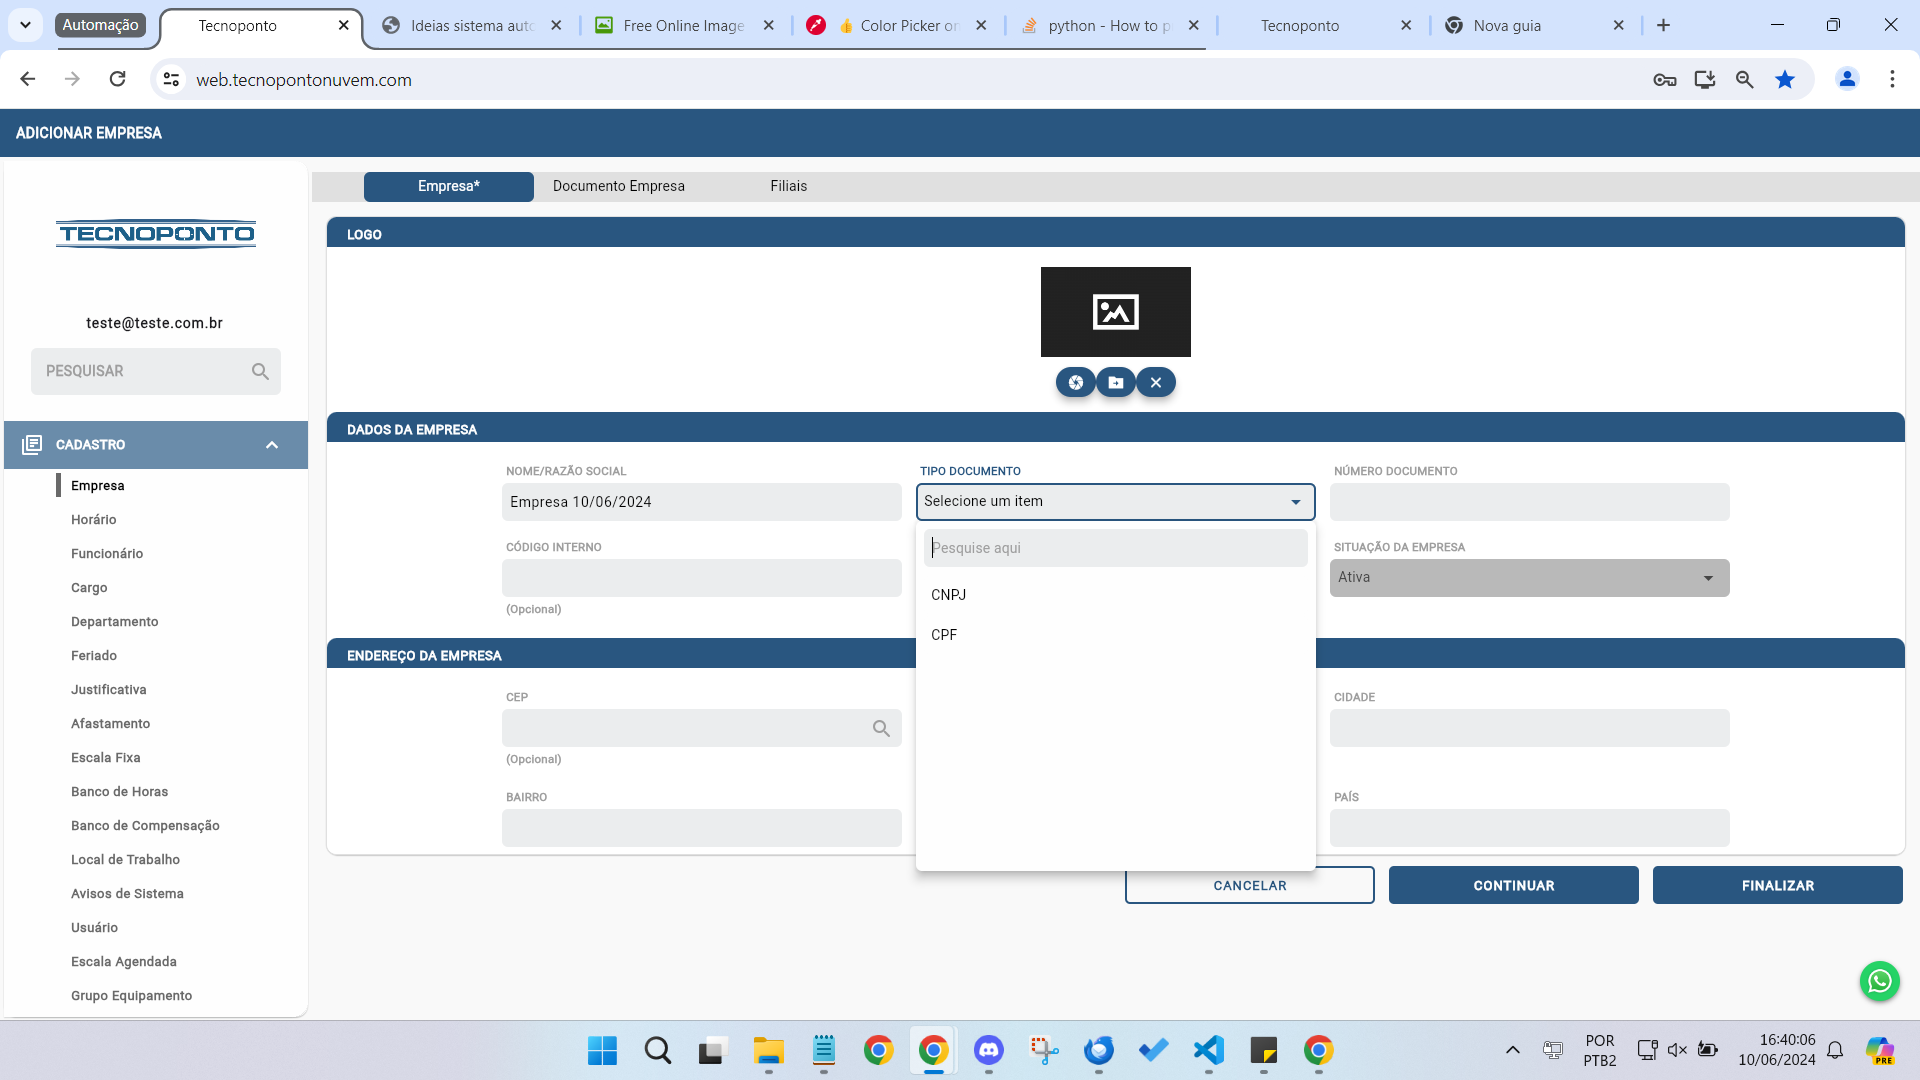 Automação
Tecnoponto
Ideias sistema auto
Free Online Image
Color Picker on
python - How to p
Tecnoponto
Nova guia
web.tecnopontonuvem.com
ADICIONAR EMPRESA
Empresa*
Documento Empresa
Filiais
TECNOPONTO
teste@teste.com.br
PESQUISAR
CADASTRO
Empresa
Horário
Funcionário
Cargo
Departamento
Feriado
Justificativa
Afastamento
Escala Fixa
Banco de Horas
Banco de Compensação
Local de Trabalho
Avisos de Sistema
Usuário
Escala Agendada
Grupo Equipamento
LOGO
DADOS DA EMPRESA
NOME/RAZÃO SOCIAL
Empresa 10/06/2024
TIPO DOCUMENTO
Selecione um item
Pesquise aqui
CNPJ
CPF
NÚMERO DOCUMENTO
CÓDIGO INTERNO
(Opcional)
SITUAÇÃO DA EMPRESA
Ativa
ENDEREÇO DA EMPRESA
CEP
(Opcional)
CIDADE
BAIRRO
PAÍS
CANCELAR
CONTINUAR
FINALIZAR
POR
PTB2
16:40:06
10/06/2024
PRE